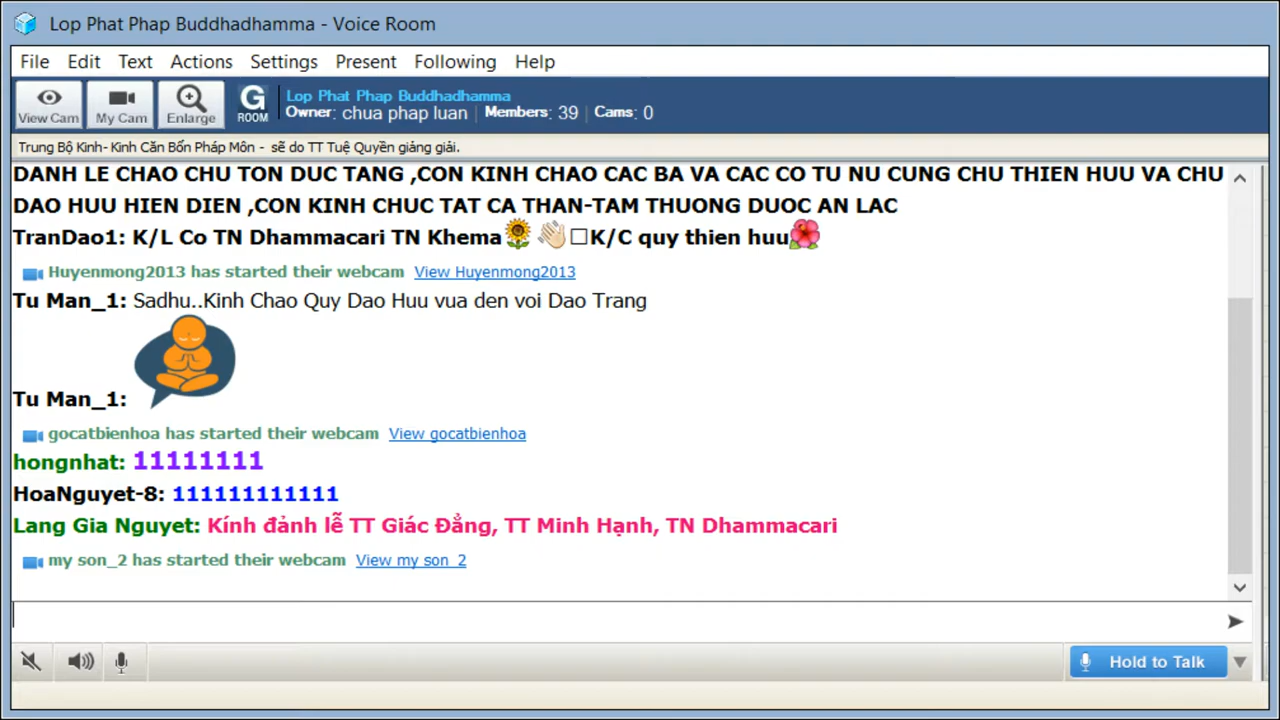 Lop Phat Phap Buddhadhamma - Voice Room
File Edit Text Actions Settings Present Following Help
View Cam My Cam Enlarge G ROOM Lop Phat Phap Buddhadhamma
Owner: chua phap luan | Members: 39 | Cams: 0
Trung Bộ Kinh- Kinh Căn Bổn Pháp Môn - sẽ do TT Tuệ Quyền giảng giải.
DANH LE CHAO CHU TON DUC TANG ,CON KINH CHAO CAC BA VA CAC CO TU NU CUNG CHU THIEN HUU VA CHU
DAO HUU HIEN DIEN ,CON KINH CHUC TAT CA THAN-TAM THUONG DUOC AN LAC
TranDao1: K/L Co TN Dhammacari TN Khema🌻👋🏻□K/C quy thien huu🌺
Huyenmong2013 has started their webcam View Huyenmong2013
Tu Man_1: Sadhu..Kinh Chao Quy Dao Huu vua den voi Dao Trang
Tu Man_1:
gocatbienhoa has started their webcam View gocatbienhoa
hongnhat: 11111111
HoaNguyet-8: 111111111111
Lang Gia Nguyet: Kính đảnh lễ TT Giác Đẳng, TT Minh Hạnh, TN Dhammacari
my son_2 has started their webcam View my son_2
Hold to Talk